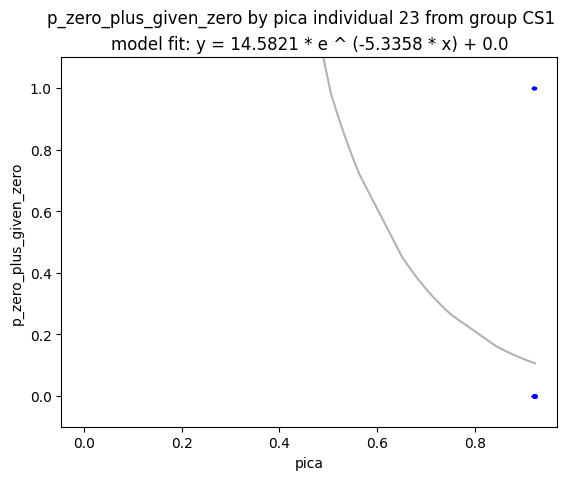 p_zero_plus_given_zero by pica individual 23 from group CS1
model fit: y = 14.5821 * e ^ (-5.3358 * x) + 0.0
1.0
0.8
0.6
0.4
0.2
0.0
p_zero_plus_given_zero
0.0 0.2 0.4 0.6 0.8
pica